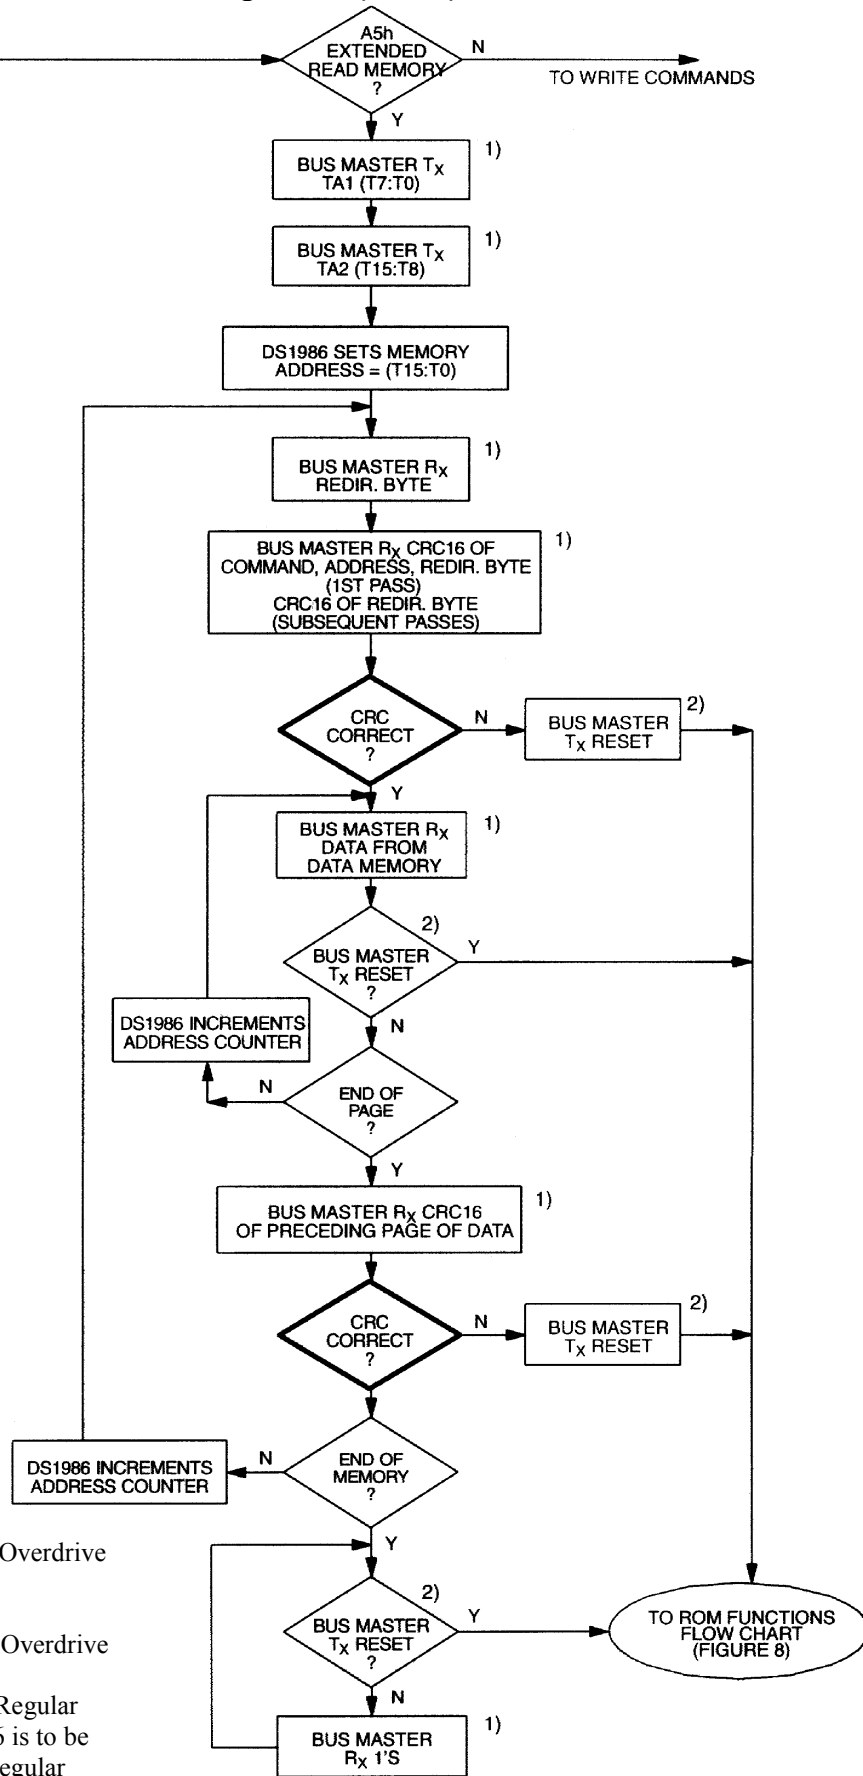 A5h
EXTENDED
READ MEMORY
?
N
TO WRITE COMMANDS
Y
BUS MASTER TX
TA1 (T7:T0)
1)
BUS MASTER TX
TA2 (T15:T8)
1)
DS1986 SETS MEMORY
ADDRESS = (T15:T0)
BUS MASTER RX
REDIR. BYTE
1)
BUS MASTER RX CRC16 OF
COMMAND, ADDRESS, REDIR. BYTE
(1ST PASS)
CRC16 OF REDIR. BYTE
(SUBSEQUENT PASSES)
1)
CRC
CORRECT
?
N
BUS MASTER
TX RESET
2)
Y
BUS MASTER RX
DATA FROM
DATA MEMORY
1)
BUS MASTER
TX RESET
?
2)
Y
N
DS1986 INCREMENTS
ADDRESS COUNTER
END OF
PAGE
?
N
Y
BUS MASTER RX CRC16
OF PRECEDING PAGE OF DATA
1)
CRC
CORRECT
?
N
BUS MASTER
TX RESET
2)
END OF
MEMORY
?
N
DS1986 INCREMENTS
ADDRESS COUNTER
Y
BUS MASTER
TX RESET
?
2)
Y
TO ROM FUNCTIONS
FLOW CHART
(FIGURE 8)
N
BUS MASTER
RX 1'S
1)
Overdrive
Overdrive
Regular
6 is to be
egular